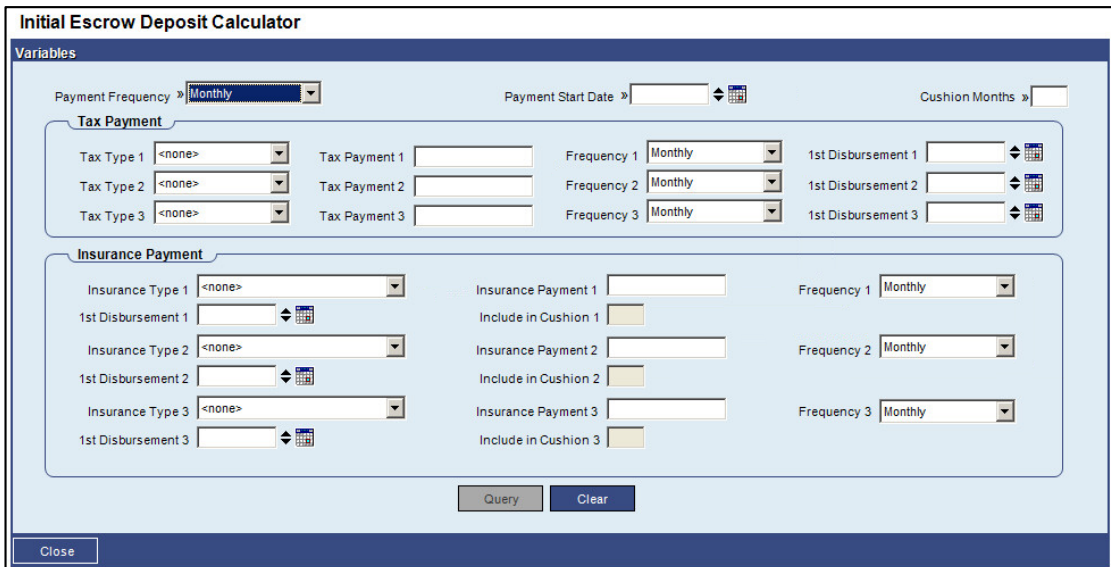 Initial Escrow Deposit Calculator
Variables
Payment Frequency » Monthly Payment Start Date » Cushion Months »
Tax Payment
Tax Type 1 <none> Tax Payment 1 Frequency 1 Monthly 1st Disbursement 1
Tax Type 2 <none> Tax Payment 2 Frequency 2 Monthly 1st Disbursement 2
Tax Type 3 <none> Tax Payment 3 Frequency 3 Monthly 1st Disbursement 3
Insurance Payment
Insurance Type 1 <none> Insurance Payment 1 Frequency 1 Monthly
1st Disbursement 1 Include in Cushion 1
Insurance Type 2 <none> Insurance Payment 2 Frequency 2 Monthly
1st Disbursement 2 Include in Cushion 2
Insurance Type 3 <none> Insurance Payment 3 Frequency 3 Monthly
1st Disbursement 3 Include in Cushion 3
Query Clear
Close